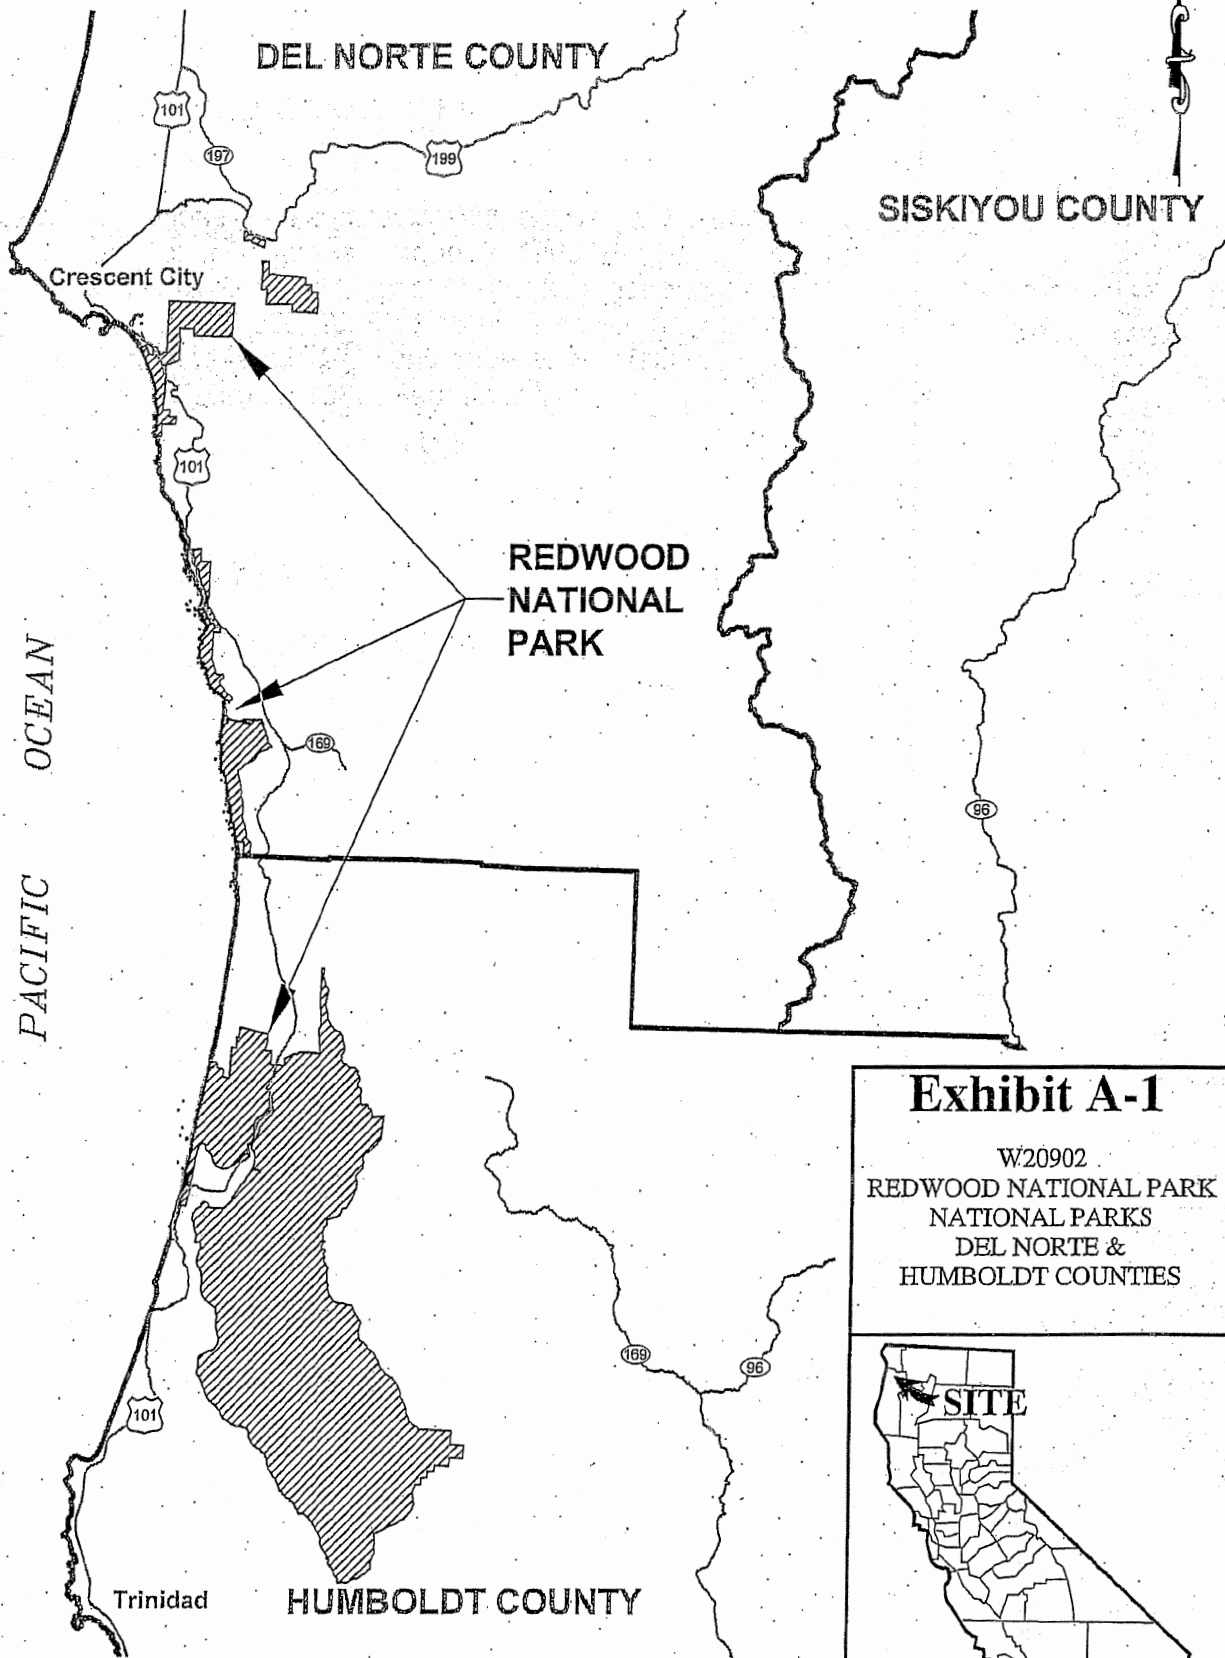 DEL NORTE COUNTY
101
197
199
SISKIYOU COUNTY
Crescent City
101
REDWOOD
NATIONAL
PARK
OCEAN
PACIFIC
169
96
Exhibit A-1
W20902
REDWOOD NATIONAL PARK
NATIONAL PARKS
DEL NORTE &
HUMBOLDT COUNTIES
169
96
SITE
101
Trinidad
HUMBOLDT COUNTY